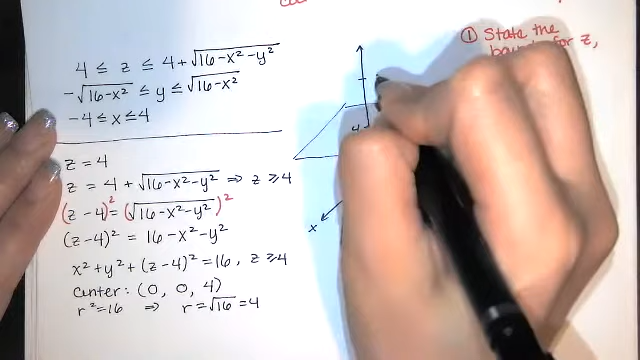 4 ≤ z ≤ 4 + √(16-x²-y²)
-√(16-x²) ≤ y ≤ √(16-x²)
-4 ≤ x ≤ 4
z = 4
z = 4 + √(16-x²-y²) ⇒ z ≥ 4
(z-4)² = (√(16-x²-y²))²
(z-4)² = 16-x²-y²
x² + y² + (z-4)² = 16, z ≥ 4
Center: (0, 0, 4)
r² = 16 ⇒ r = √16 = 4
4
x
① State the
for z,